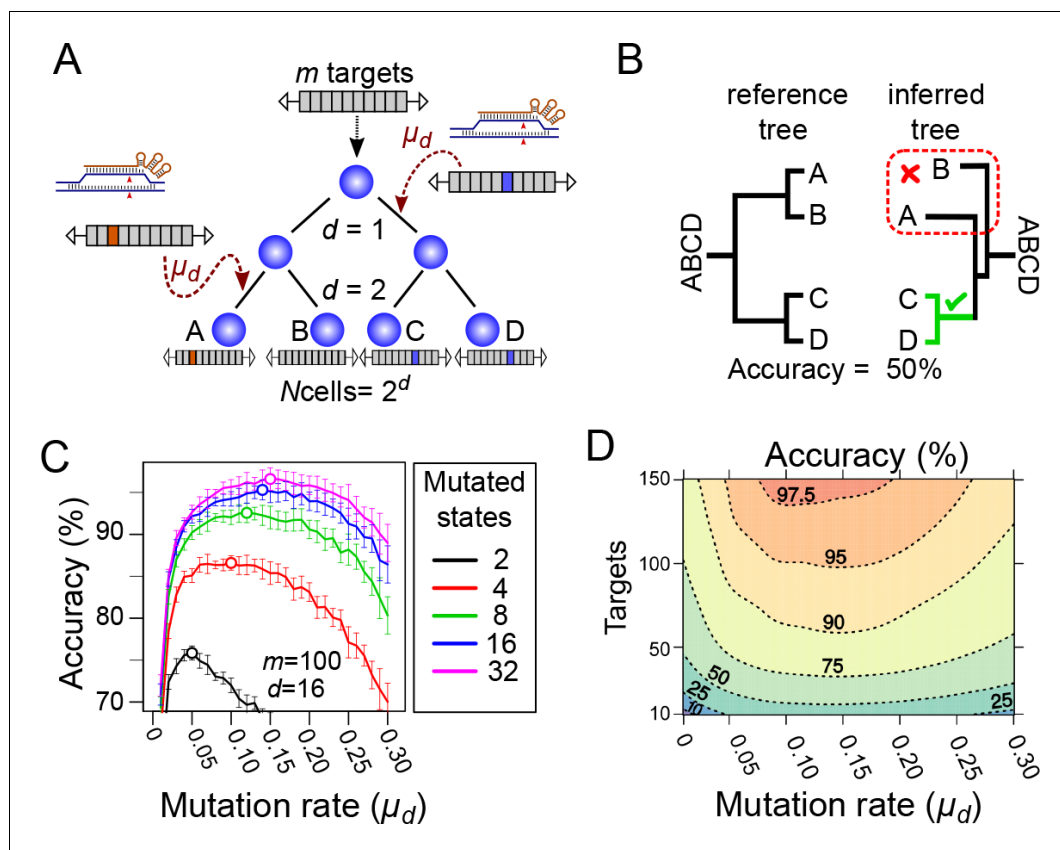 A
m targets
μd
μd
d = 1
d = 2
A B C D
Ncells= 2^d
B
reference tree
inferred tree
A
B
C
D
ABCD
B
A
C
D
ABCD
Accuracy = 50%
C
Accuracy (%)
90
80
70
m=100
d=16
0
0.05
0.10
0.15
0.20
0.25
0.30
Mutation rate (μd)
Mutated states
2
4
8
16
32
D
Accuracy (%)
Targets
150
100
50
10
97.5
95
90
75
50
25
10
25
0
0.05
0.10
0.15
0.20
0.25
0.30
Mutation rate (μd)